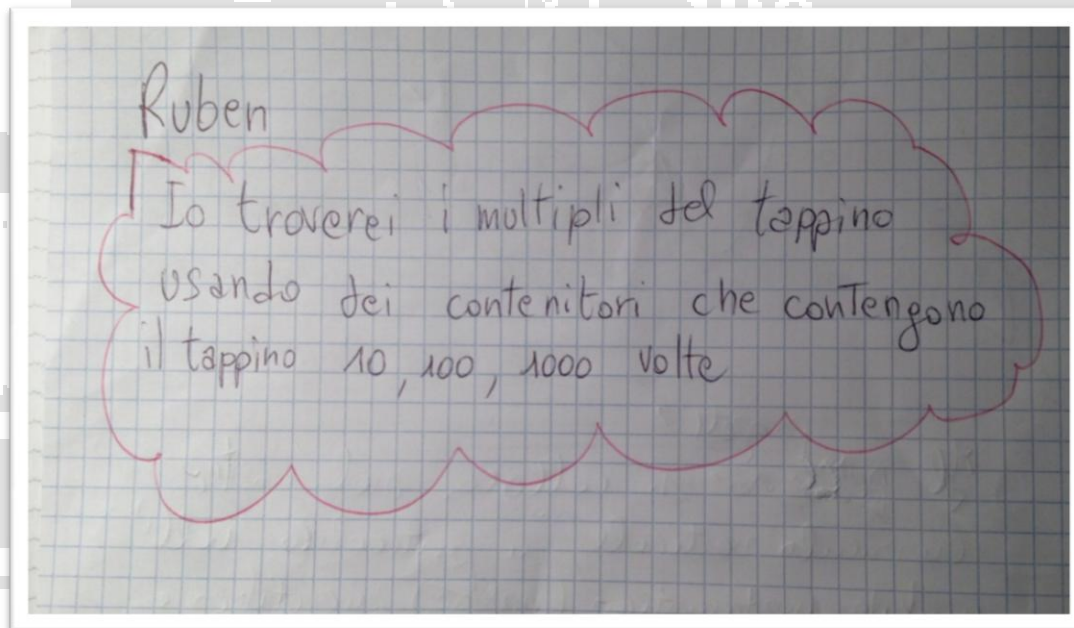 Ruben
Io troverei i multipli del tappino
usando dei contenitori che contengono
il tappino 10, 100, 1000 volte